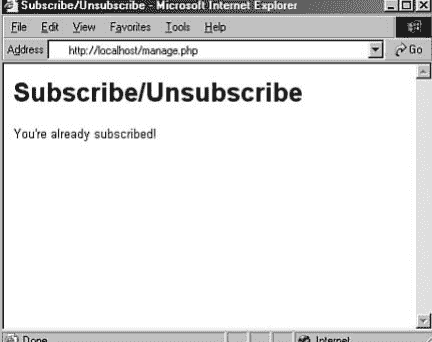 Subscribe/Unsubscribe - Microsoft Internet Explorer
File Edit View Favorites Tools Help
Address http://localhost/manage.php Go
Subscribe/Unsubscribe
You're already subscribed!
Done Internet